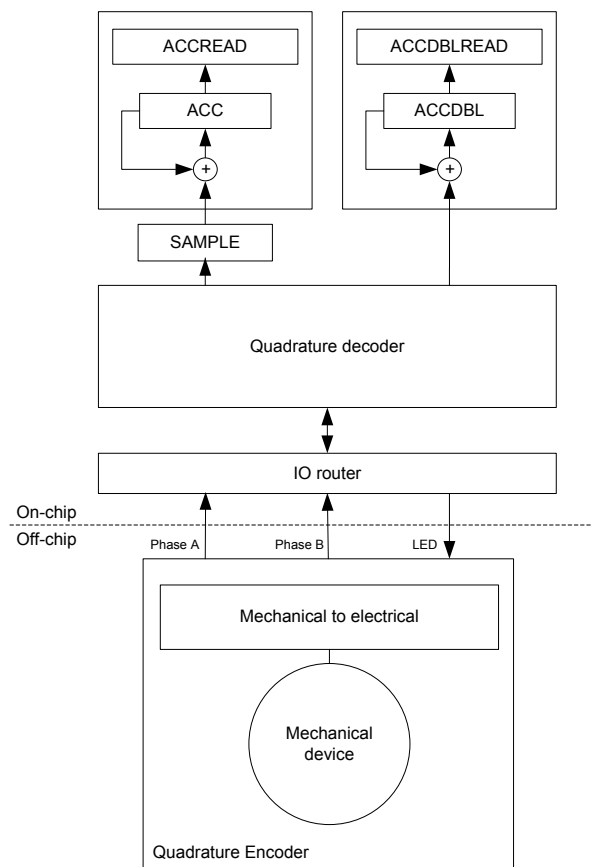 ACCREAD
ACCDBLREAD
ACC
ACCDBL
+
+
SAMPLE
Quadrature decoder
IO router
On-chip
Off-chip
Phase A
Phase B
LED
Mechanical to electrical
Mechanical
device
Quadrature Encoder